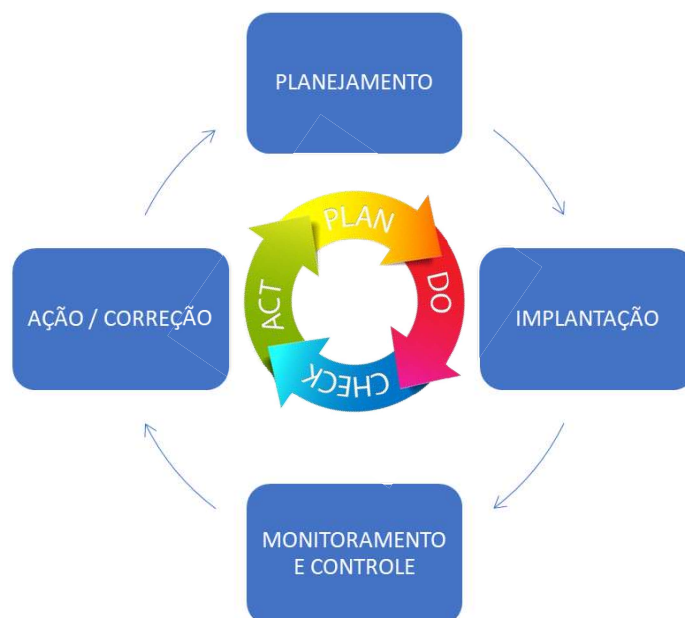 PLANEJAMENTO
PLAN
DO
CHECK
ACT
AÇÃO / CORREÇÃO
IMPLANTAÇÃO
MONITORAMENTO
E CONTROLE